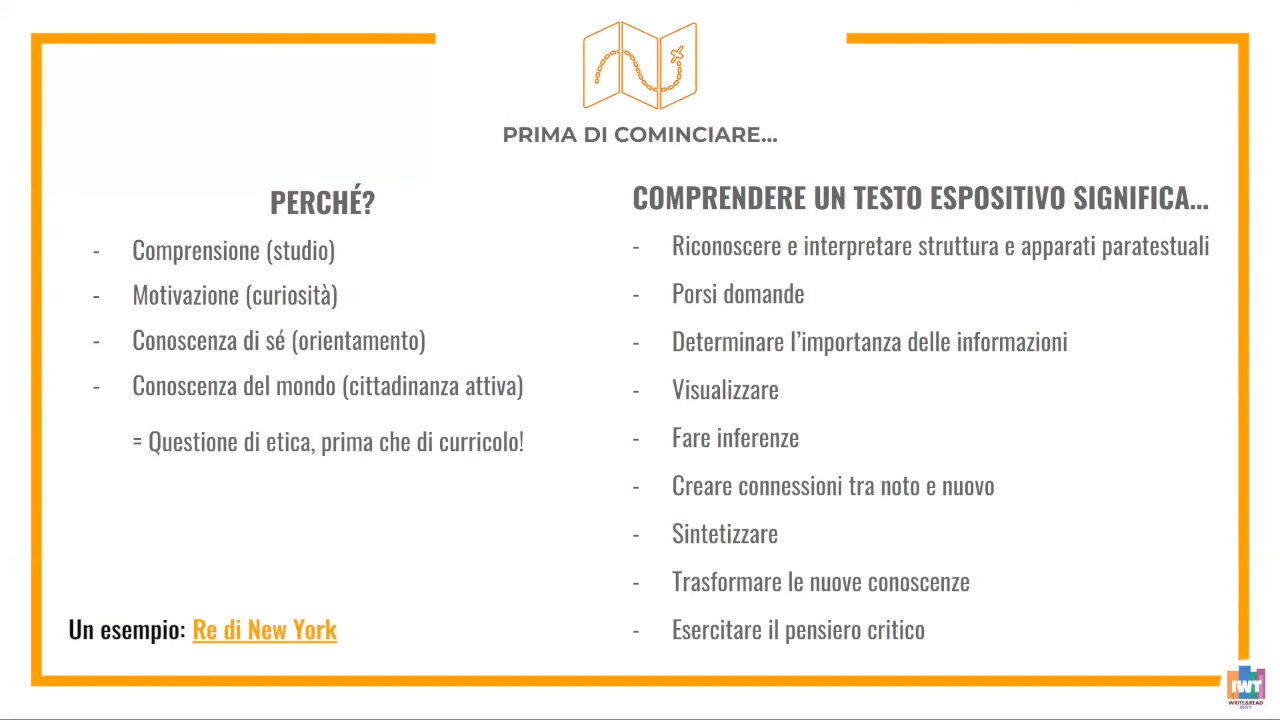 PRIMA DI COMINCIARE...
PERCHÉ?
- Comprensione (studio)
- Motivazione (curiosità)
- Conoscenza di sé (orientamento)
- Conoscenza del mondo (cittadinanza attiva)
= Questione di etica, prima che di curricolo!
Un esempio: Re di New York
COMPRENDERE UN TESTO ESPOSITIVO SIGNIFICA...
- Riconoscere e interpretare struttura e apparati paratestuali
- Porsi domande
- Determinare l’importanza delle informazioni
- Visualizzare
- Fare inferenze
- Creare connessioni tra noto e nuovo
- Sintetizzare
- Trasformare le nuove conoscenze
- Esercitare il pensiero critico
IWT